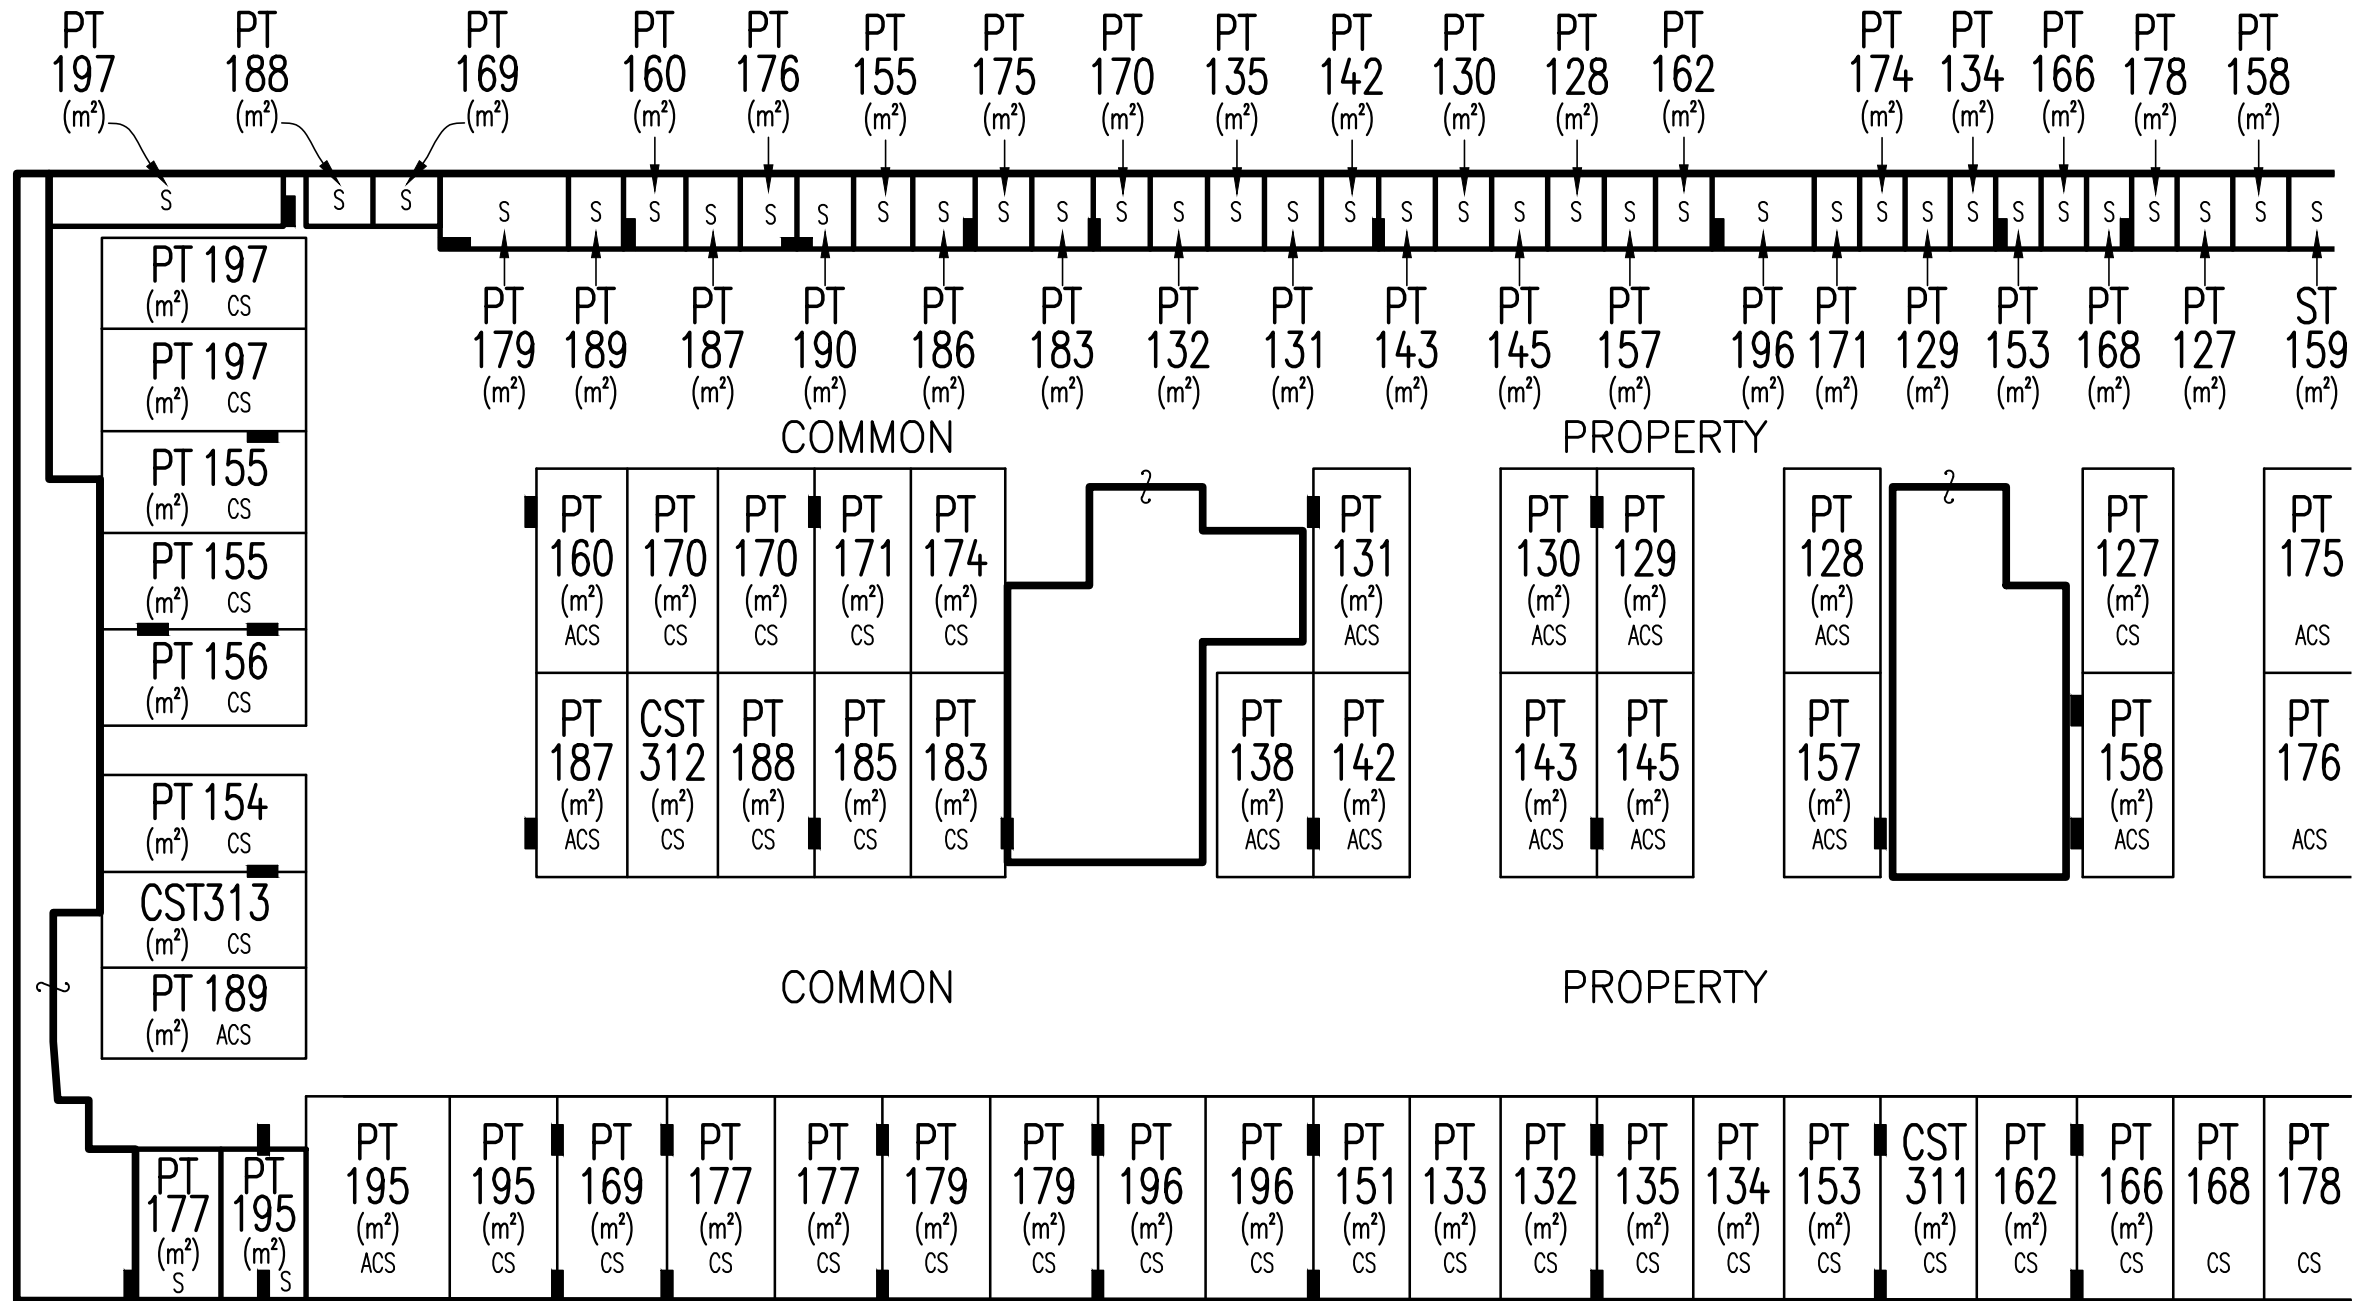 PT PT PT PT PT PT PT PT PT PT PT PT PT PT PT PT PT PT
197 188 169 160 176 155 175 170 135 142 130 128 162 174 134 166 178 158
(m²) (m²) (m²) (m²) (m²) (m²) (m²) (m²) (m²) (m²) (m²) (m²) (m²) (m²) (m²) (m²) (m²) (m²)
S S S S S S S S S S S S S S S S S S S S S S S S S S S S S S S S S S S
PT PT PT PT PT PT PT PT PT PT PT PT PT PT PT PT PT ST
179 189 187 190 186 183 132 131 143 145 157 196 171 129 153 168 127 159
(m²) (m²) (m²) (m²) (m²) (m²) (m²) (m²) (m²) (m²) (m²) (m²) (m²) (m²) (m²) (m²) (m²) (m²)
PT 197
(m²) CS
PT 197
(m²) CS
PT 155
(m²) CS
PT 155
(m²) CS
PT 156
(m²) CS
PT 154
(m²) CS
CST313
(m²) CS
PT 189
(m²) ACS
COMMON PROPERTY
PT PT PT PT PT PT PT PT PT PT PT
160 170 170 171 174 131 130 129 128 127 175
(m²) (m²) (m²) (m²) (m²) (m²) (m²) (m²) (m²) (m²)
ACS CS CS CS CS ACS ACS ACS ACS CS ACS
PT CST PT PT PT PT PT PT PT PT PT PT
187 312 188 185 183 138 142 143 145 157 158 176
(m²) (m²) (m²) (m²) (m²) (m²) (m²) (m²) (m²) (m²) (m²)
ACS CS CS CS CS ACS ACS ACS ACS ACS ACS ACS
COMMON PROPERTY
PT PT
177 195
(m²) (m²)
S S
PT PT PT PT PT PT PT PT PT PT PT PT PT PT PT CST PT PT PT PT
195 195 169 177 177 179 179 196 196 151 133 132 135 134 153 311 162 166 168 178
(m²) (m²) (m²) (m²) (m²) (m²) (m²) (m²) (m²) (m²) (m²) (m²) (m²) (m²) (m²) (m²) (m²) (m²)
ACS CS CS CS CS CS CS CS CS CS CS CS CS CS CS CS CS CS CS CS